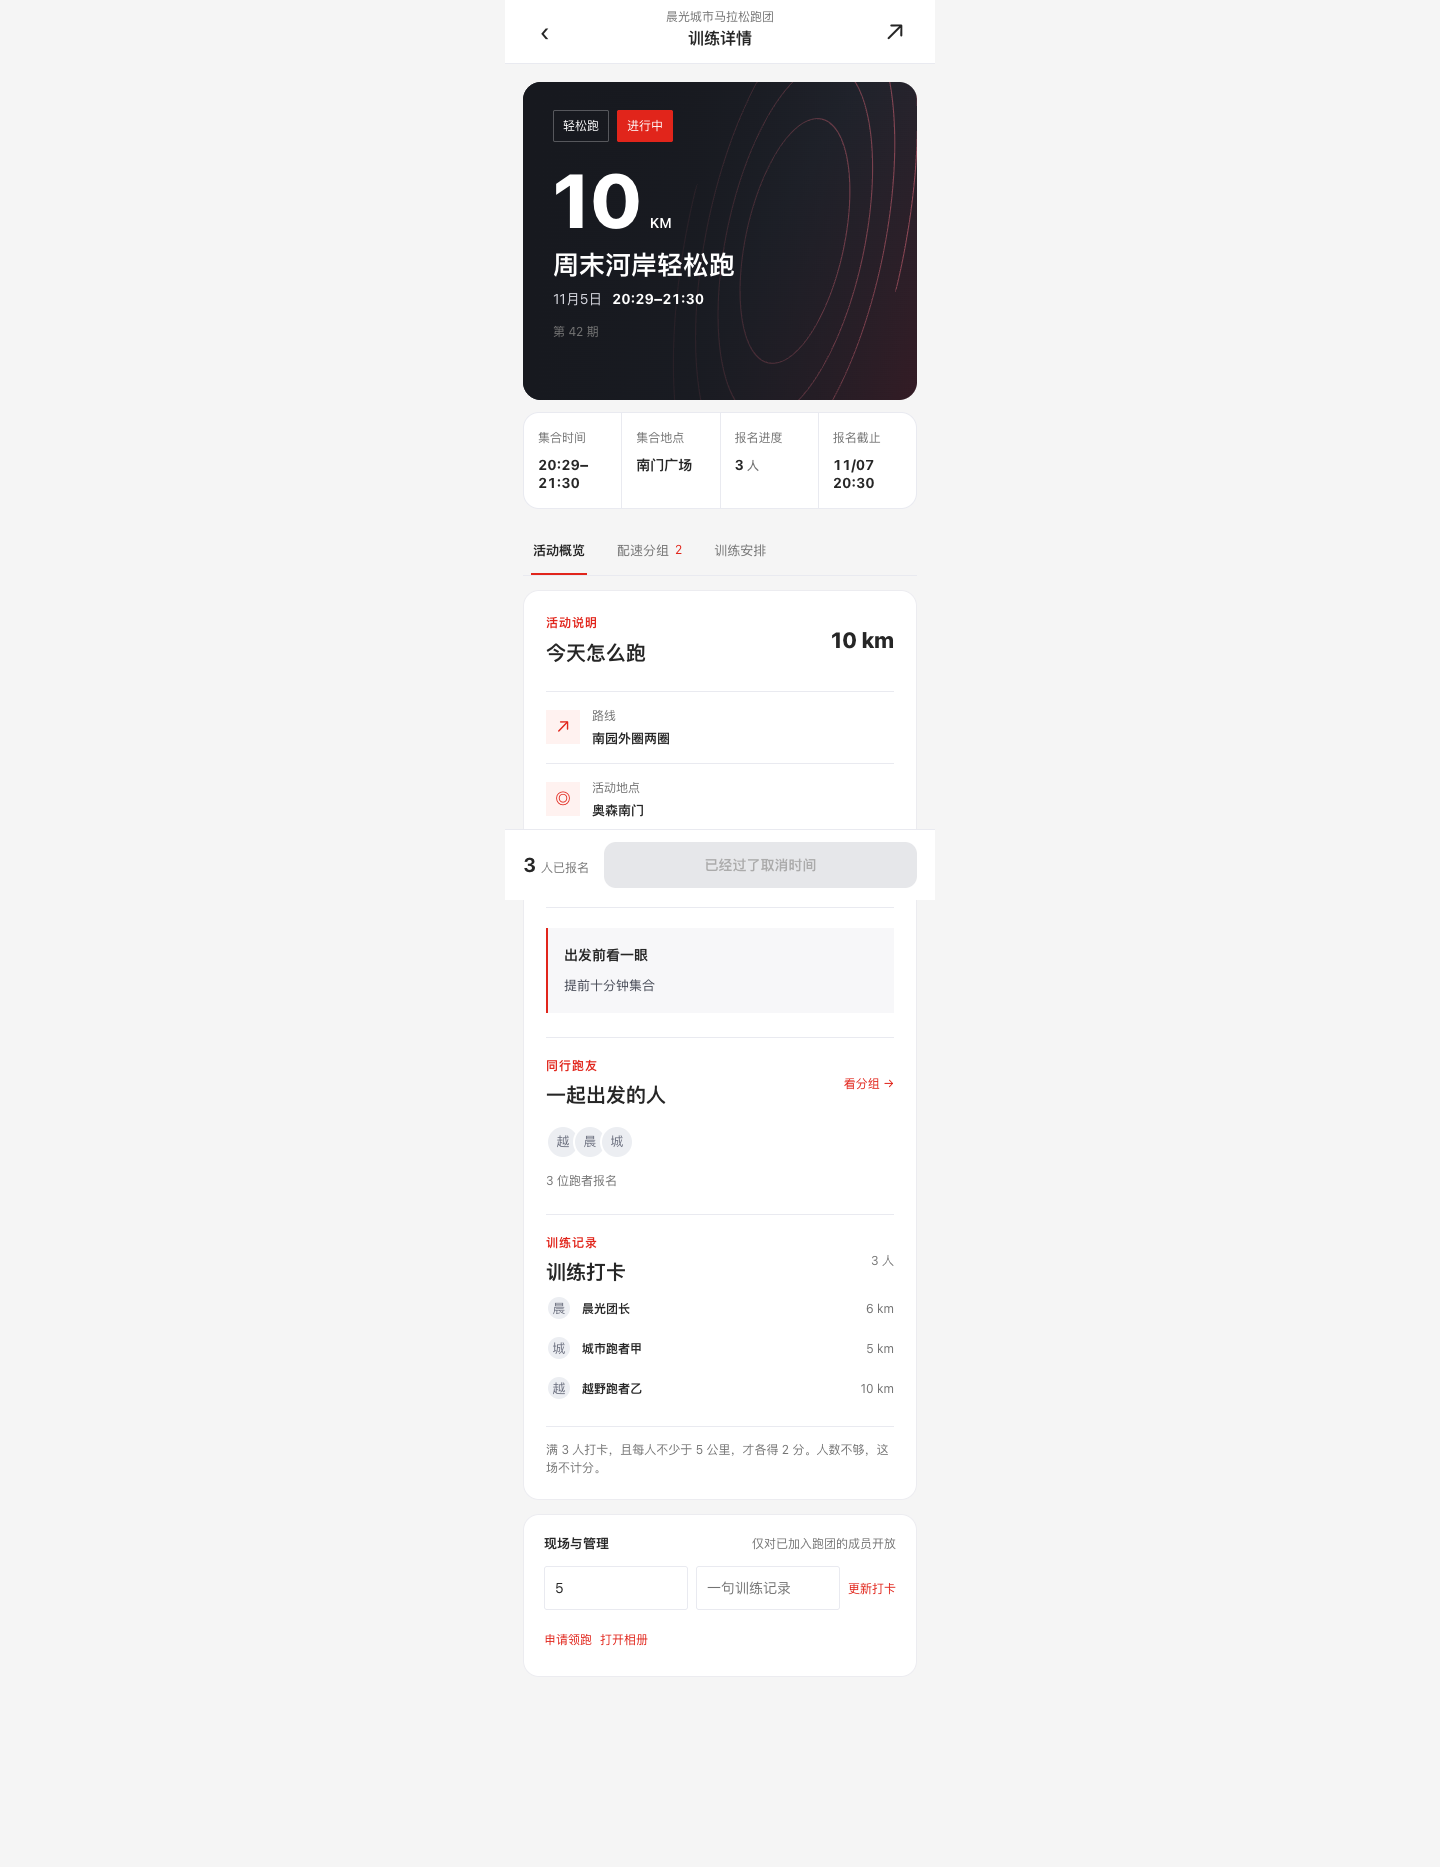 晨光城市马拉松跑团
训练详情
轻松跑 进行中
10 KM
周末河岸轻松跑
11月5日 20:29–21:30
第 42 期
集合时间
20:29–
21:30
集合地点
南门广场
报名进度
3 人
报名截止
11/07
20:30
活动概览 配速分组 2 训练安排
活动说明
今天怎么跑
10 km
路线
南园外圈两圈
活动地点
奥森南门
3 人已报名 已经过了取消时间
出发前看一眼
提前十分钟集合
同行跑友
一起出发的人
看分组 →
越 晨 城
3 位跑者报名
训练记录
训练打卡
3 人
晨 晨光团长 6 km
城 城市跑者甲 5 km
越 越野跑者乙 10 km
满 3 人打卡，且每人不少于 5 公里，才各得 2 分。人数不够，这
场不计分。
现场与管理 仅对已加入跑团的成员开放
5 一句训练记录 更新打卡
申请领跑 打开相册